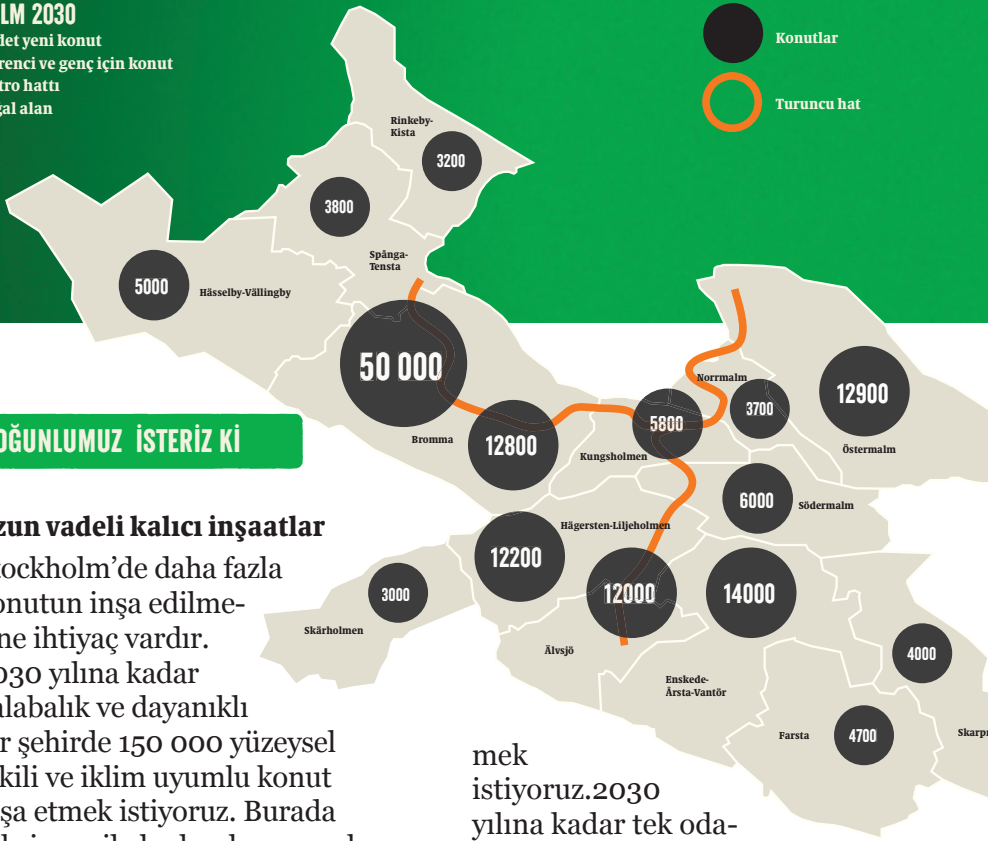 LM 2030
det yeni konut
renci ve genç için konut
tro hattı
ğal alan
Konutlar
Turuncu hat
Rinkeby-
Kista
3200
3800
Spånga-
Tensta
5000
Hässelby-Vällingby
50 000
Bromma
12800
Norrmalm
5800
3700
12900
Kungsholmen
Östermalm
6000
Södermalm
Hägersten-Liljeholmen
12200
12000
14000
3000
Skärholmen
Älvsjö
Enskede-
Årsta-Vantör
4000
Farsta
4700
Skarp
OĞUNLUMUZ İSTERİZ Kİ
zun vadeli kalıcı inşaatlar
tockholm’de daha fazla
onutun inşa edilme-
ne ihtiyaç vardır.
030 yılına kadar
alabalık ve dayanıklı
r şehirde 150 000 yüzeysel
kili ve iklim uyumlu konut
şa etmek istiyoruz. Burada
mek
istiyoruz.2030
yılına kadar tek oda-